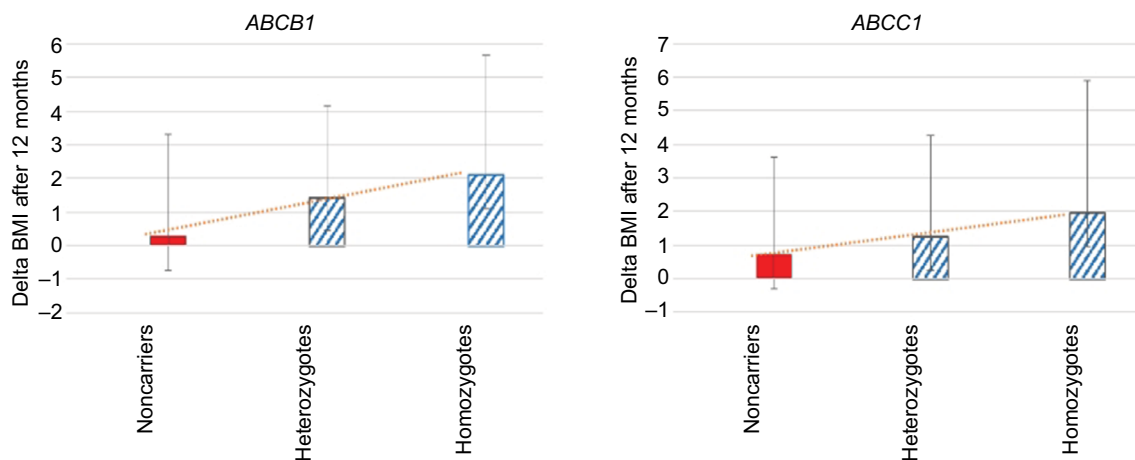 ABCB1
Delta BMI after 12 months
6
5
4
3
2
1
0
–1
–2
Noncarriers
Heterozygotes
Homozygotes
ABCC1
Delta BMI after 12 months
7
6
5
4
3
2
1
0
–1
Noncarriers
Heterozygotes
Homozygotes